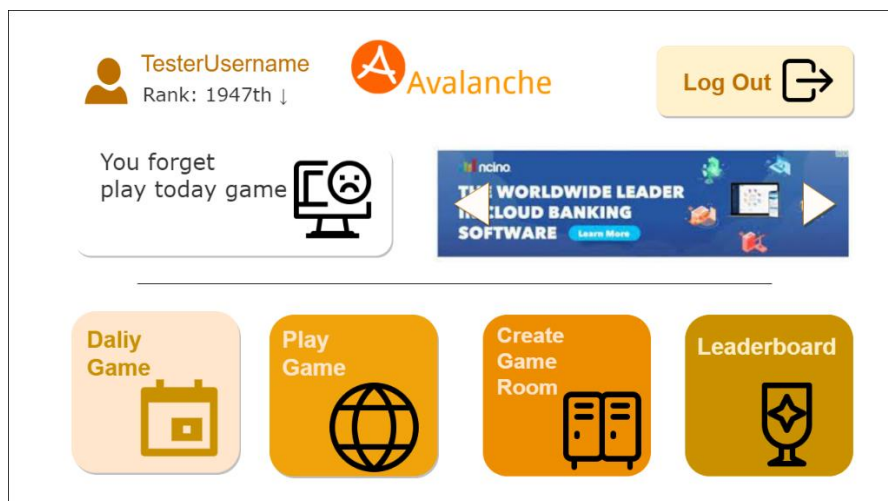 TesterUsername
Rank: 1947th ↓
Avalanche
Log Out
You forget
play today game
ncino
THE WORLDWIDE LEADER
IN CLOUD BANKING
SOFTWARE
Learn More
Daliy
Game
Play
Game
Create
Game
Room
Leaderboard